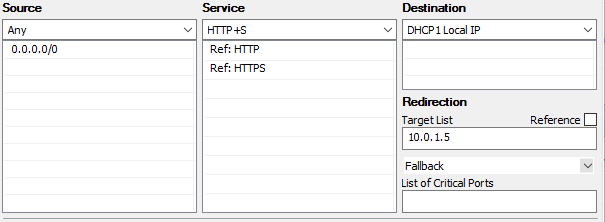 Source
Any
0.0.0.0/0
Service
HTTP+S
Ref: HTTP
Ref: HTTPS
Destination
DHCP1 Local IP
Redirection
Target List Reference
10.0.1.5
Fallback
List of Critical Ports